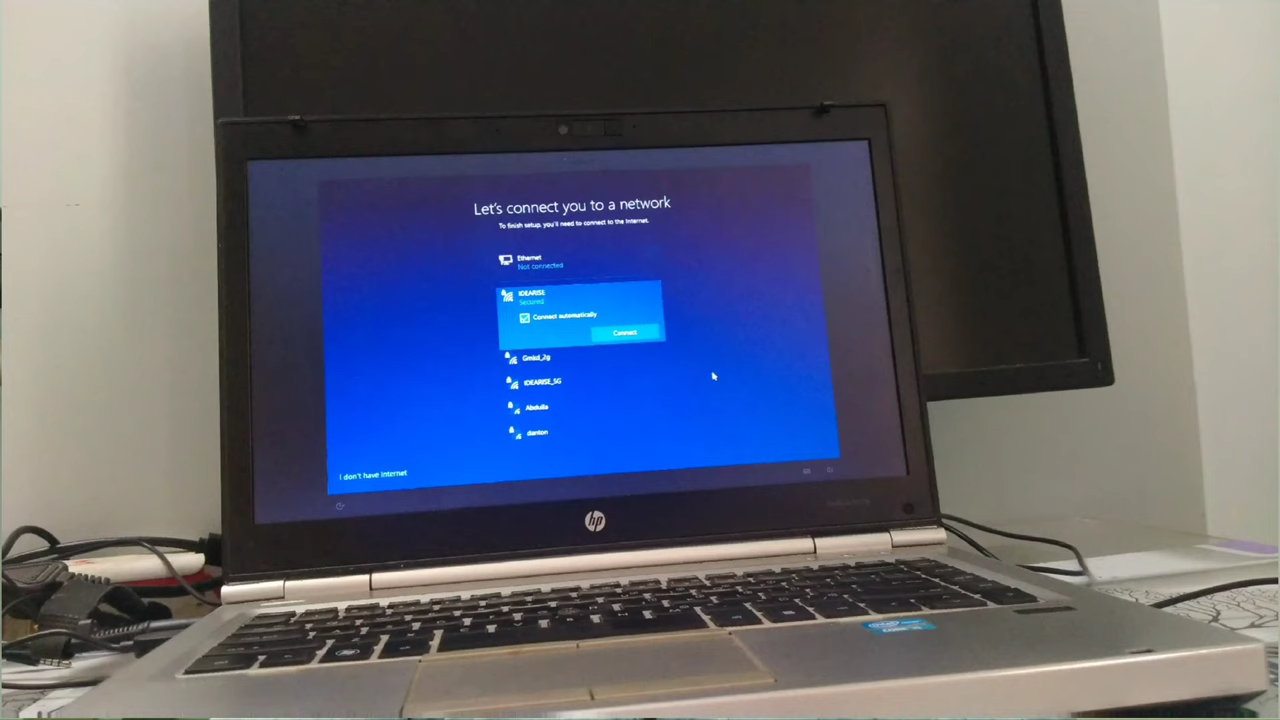 Let's connect you to a network
To finish setup, you'll need to connect to the Internet.
Ethernet
Not connected
IDEARISE
Secured
Connect automatically
Connect
Gmisl_2g
IDEARISE_5G
Abdulla
danton
I don't have Internet
hp